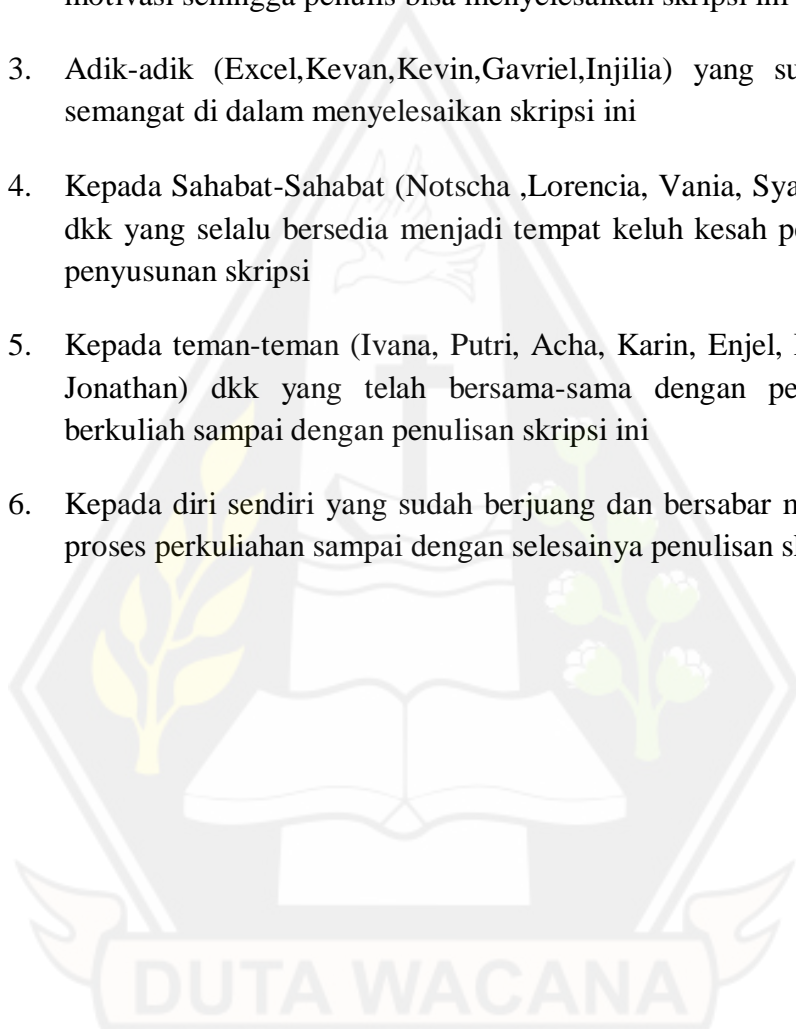 motivasi sehingga penulis bisa menyelesaikan skripsi ini
3. Adik-adik (Excel,Kevan,Kevin,Gavriel,Injilia) yang
semangat di dalam menyelesaikan skripsi ini
4. Kepada Sahabat-Sahabat (Notscha ,Lorencia, Vania,
dkk yang selalu bersedia menjadi tempat keluh kesah
penyusunan skripsi
5. Kepada teman-teman (Ivana, Putri, Acha, Karin, Enjel,
Jonathan) dkk yang telah bersama-sama dengan
berkuliah sampai dengan penulisan skripsi ini
6. Kepada diri sendiri yang sudah berjuang dan bersabar
proses perkuliahan sampai dengan selesainya penulisan
DUTA WACANA